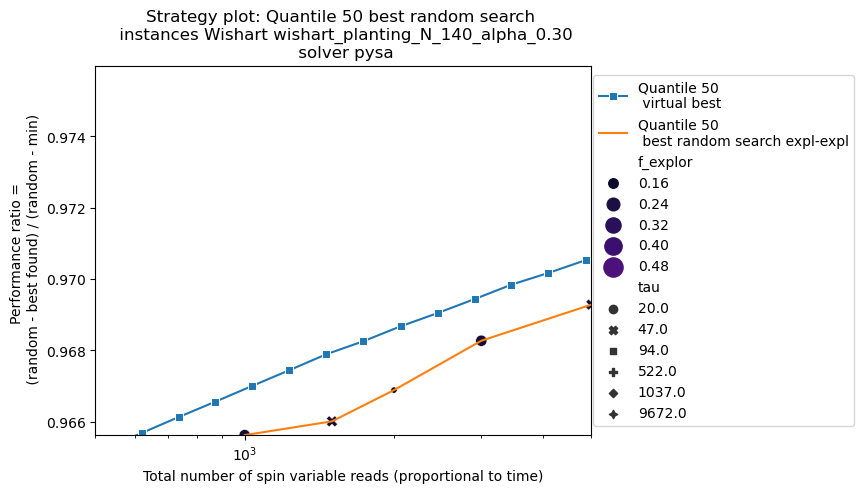 Strategy plot: Quantile 50 best random search
instances Wishart wishart_planting_N_140_alpha_0.30
solver pysa
Performance ratio =
(random - best found) / (random - min)
0.974
0.972
0.970
0.968
0.966
10^3
Total number of spin variable reads (proportional to time)
Quantile 50
virtual best
Quantile 50
best random search expl-expl
f_explor
0.16
0.24
0.32
0.40
0.48
tau
20.0
47.0
94.0
522.0
1037.0
9672.0